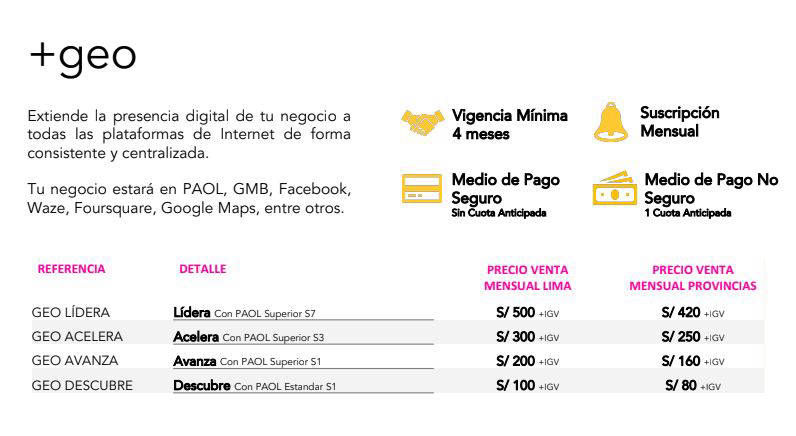 +geo
Extiende la presencia digital de tu negocio a
todas las plataformas de Internet de forma
consistente y centralizada.
Tu negocio estará en PAOL, GMB, Facebook,
Waze, Foursquare, Google Maps, entre otros.
Vigencia Mínima
4 meses
Suscripción
Mensual
Medio de Pago
Seguro
Sin Cuota Anticipada
Medio de Pago No
Seguro
1 Cuota Anticipada
REFERENCIA DETALLE PRECIO VENTA MENSUAL LIMA PRECIO VENTA MENSUAL PROVINCIAS
GEO LÍDERA Lídera Con PAOL Superior S7 S/ 500 +IGV S/ 420 +IGV
GEO ACELERA Acelera Con PAOL Superior S3 S/ 300 +IGV S/ 250 +IGV
GEO AVANZA Avanza Con PAOL Superior S1 S/ 200 +IGV S/ 160 +IGV
GEO DESCUBRE Descubre Con PAOL Estandar S1 S/ 100 +IGV S/ 80 +IGV